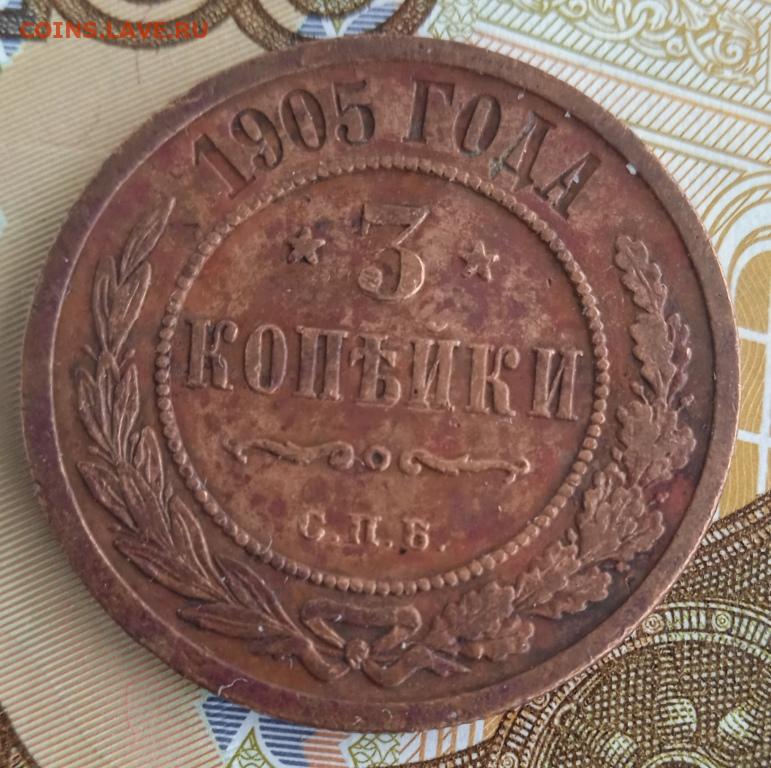 COINS.LAVE.RU
1905 ГОДА
3
КОПѢЙКИ
С.П.Б.